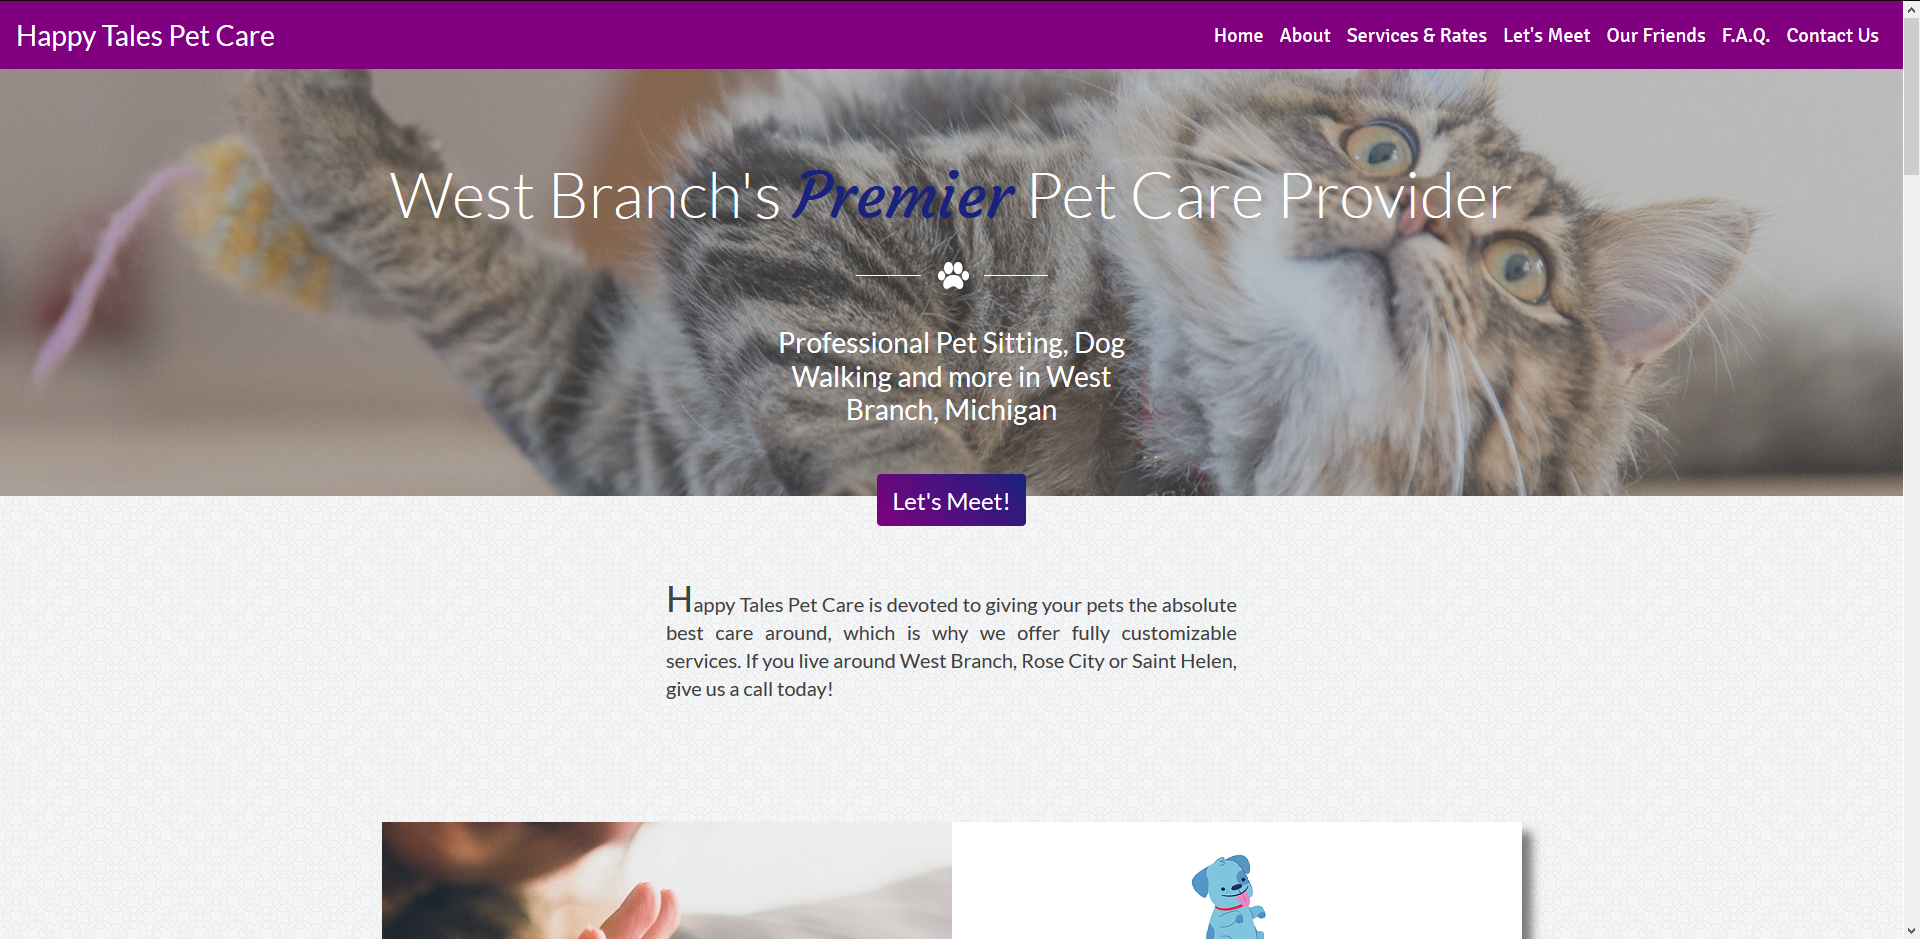 Happy Tales Pet Care
Home About Services & Rates Let's Meet Our Friends F.A.Q. Contact Us
West Branch's Premier Pet Care Provider
Professional Pet Sitting, Dog
Walking and more in West
Branch, Michigan
Let's Meet!
Happy Tales Pet Care is devoted to giving your pets the absolute
best care around, which is why we offer fully customizable
services. If you live around West Branch, Rose City or Saint Helen,
give us a call today!